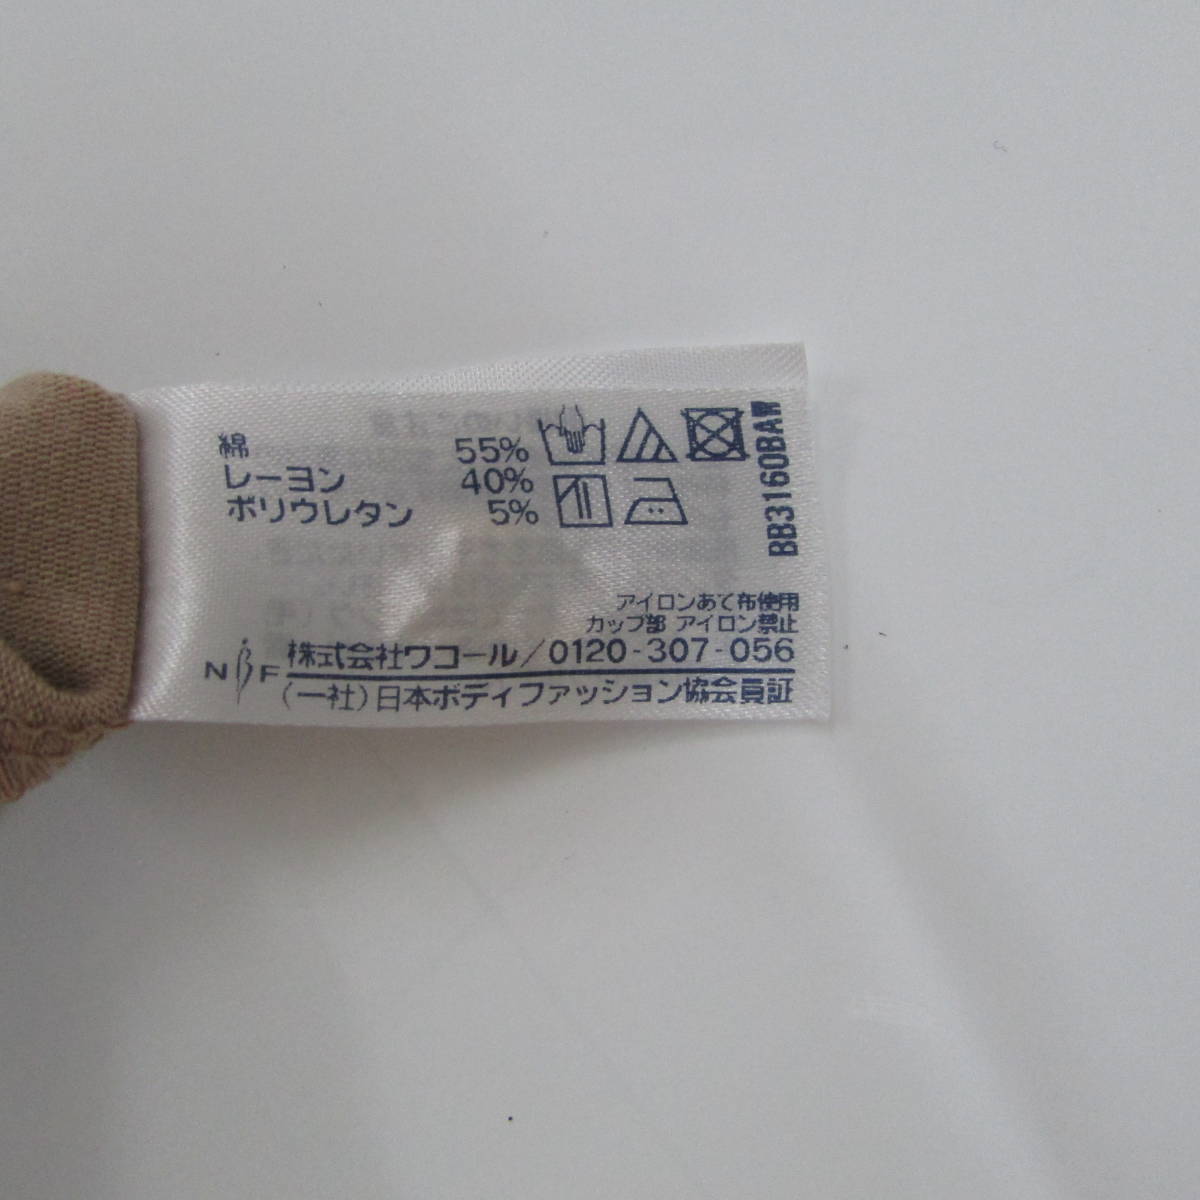 綿 55%
レーヨン 40%
ポリウレタン 5%
BB3160BAW
アイロンあて布使用
カップ部 アイロン禁止
株式会社ワコール/0120-307-056
NBF
(一社)日本ボディファッション協会員証